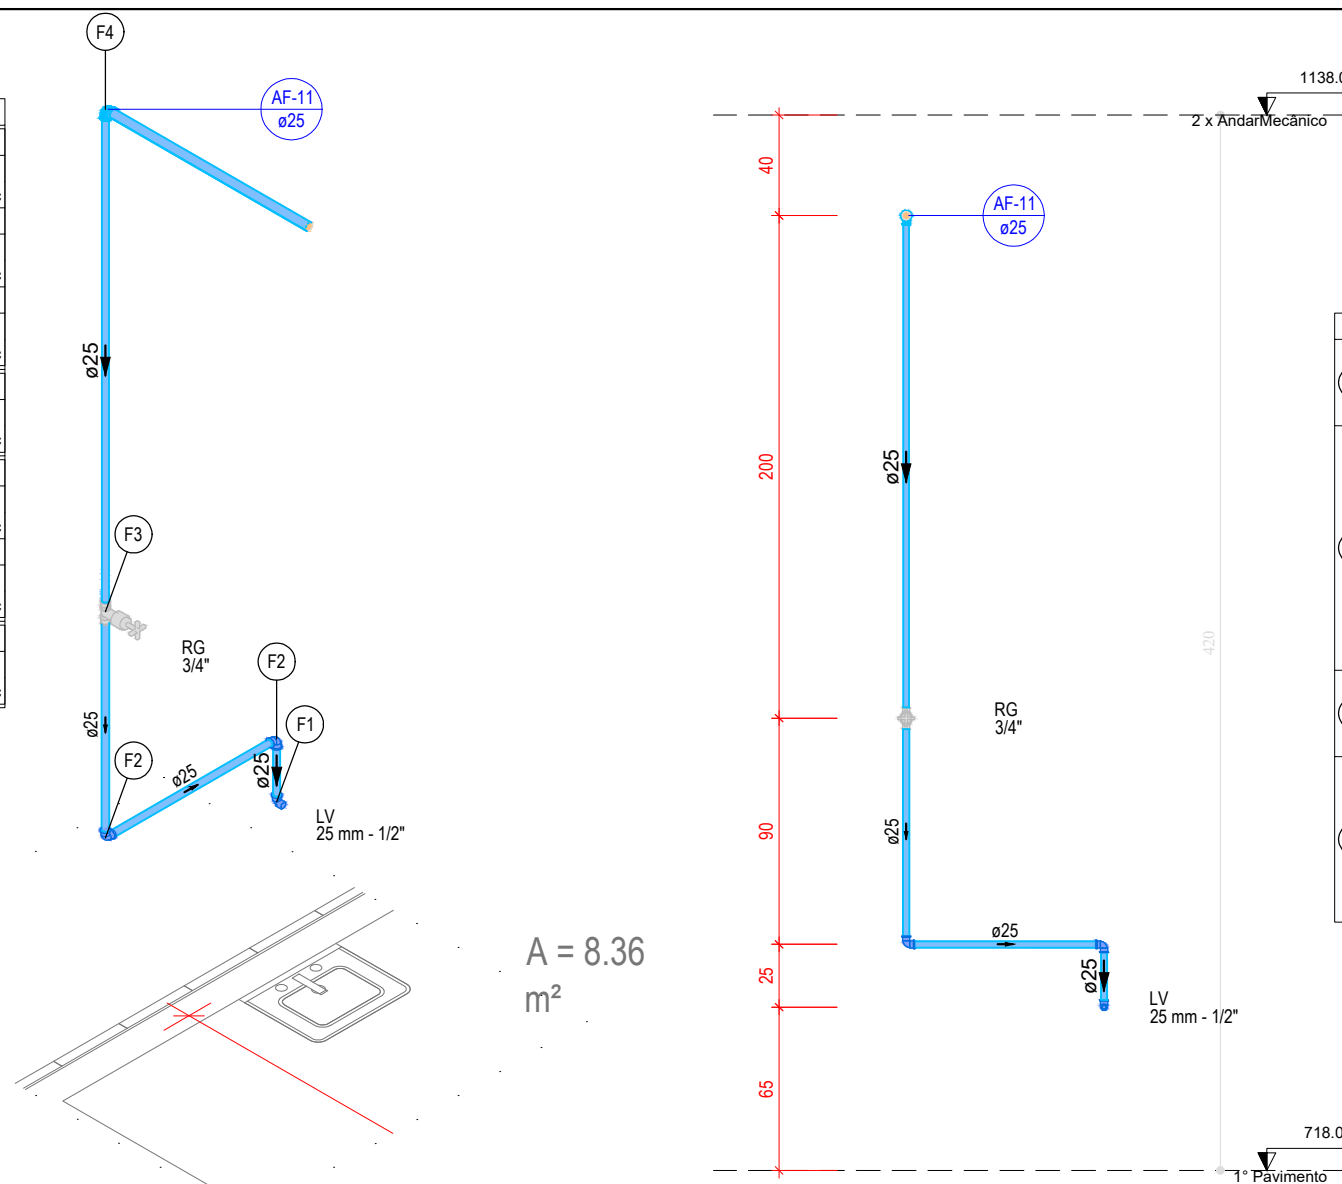 F4
AF-11
ø25
ø25
F3
RG
3/4"
F2
F1
ø25
F2
ø25
ø25
LV
25 mm - 1/2"
A = 8.36
m²
1138.0
2 x AndarMecânico
40
AF-11
ø25
200
ø25
420
RG
3/4"
90
ø25
ø25
25
ø25
LV
25 mm - 1/2"
65
718.0
1° Pavimento